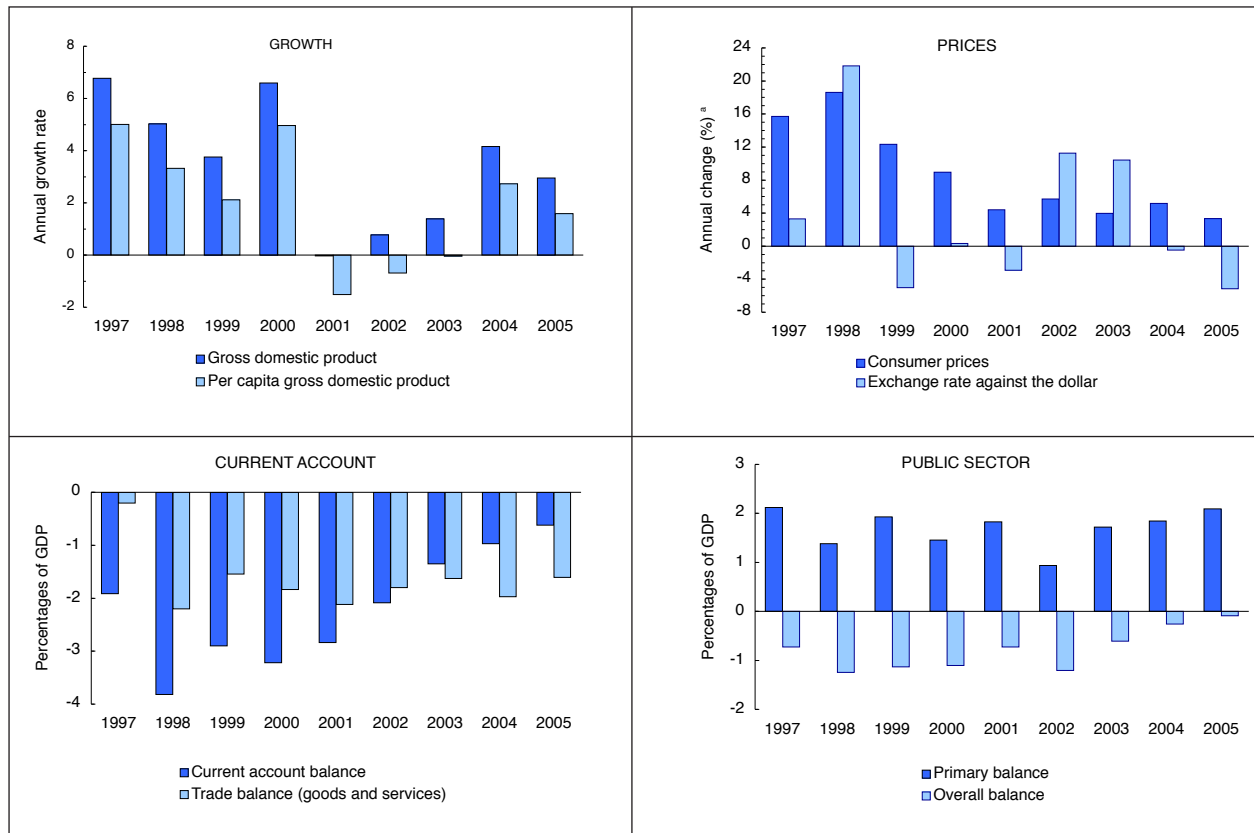 GROWTH
Annual growth rate
8
6
4
2
0
-2
1997 1998 1999 2000 2001 2002 2003 2004 2005
Gross domestic product
Per capita gross domestic product
PRICES
Annual change (%) ᵃ
24
20
16
12
8
4
0
-4
-8
1997 1998 1999 2000 2001 2002 2003 2004 2005
Consumer prices
Exchange rate against the dollar
CURRENT ACCOUNT
Percentages of GDP
0
-1
-2
-3
-4
1997 1998 1999 2000 2001 2002 2003 2004 2005
Current account balance
Trade balance (goods and services)
PUBLIC SECTOR
Percentages of GDP
3
2
1
0
-1
-2
1997 1998 1999 2000 2001 2002 2003 2004 2005
Primary balance
Overall balance